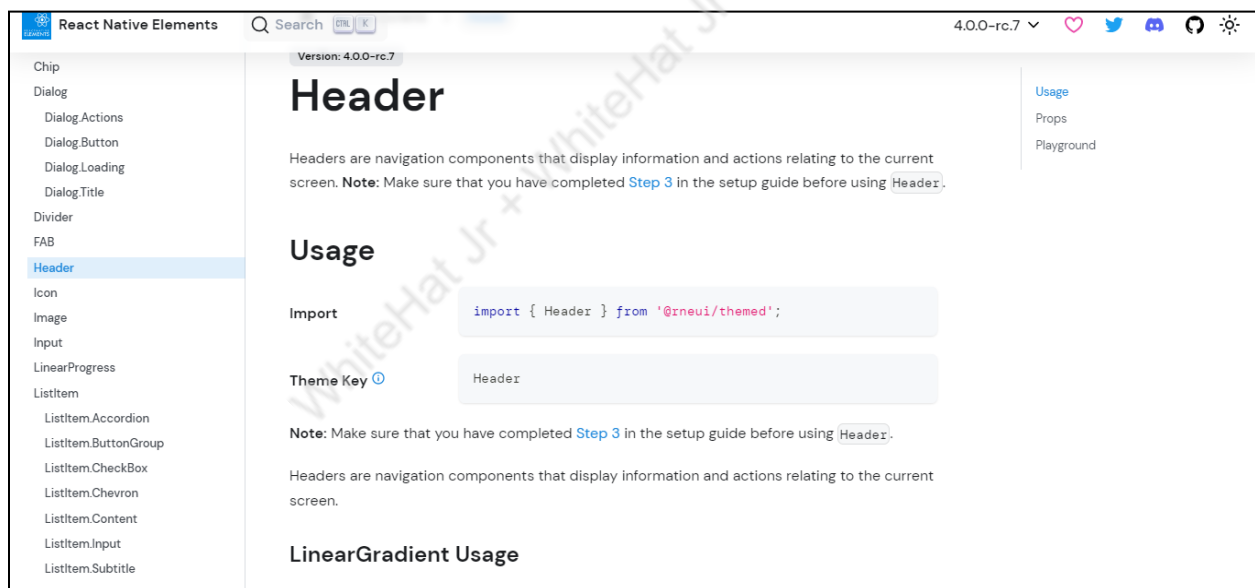 React Native Elements
Search CTRL K
4.0.0-rc.7
Chip
Dialog
Dialog.Actions
Dialog.Button
Dialog.Loading
Dialog.Title
Divider
FAB
Header
Icon
Image
Input
LinearProgress
ListItem
ListItem.Accordion
ListItem.ButtonGroup
ListItem.CheckBox
ListItem.Chevron
ListItem.Content
ListItem.Input
ListItem.Subtitle
Version: 4.0.0-rc.7
Header
Headers are navigation components that display information and actions relating to the current
screen. Note: Make sure that you have completed Step 3 in the setup guide before using Header.
Usage
Import
import { Header } from '@rneui/themed';
Theme Key
Header
Note: Make sure that you have completed Step 3 in the setup guide before using Header.
Headers are navigation components that display information and actions relating to the current
screen.
LinearGradient Usage
Usage
Props
Playground
WhiteHat Jr + WhiteHat Jr